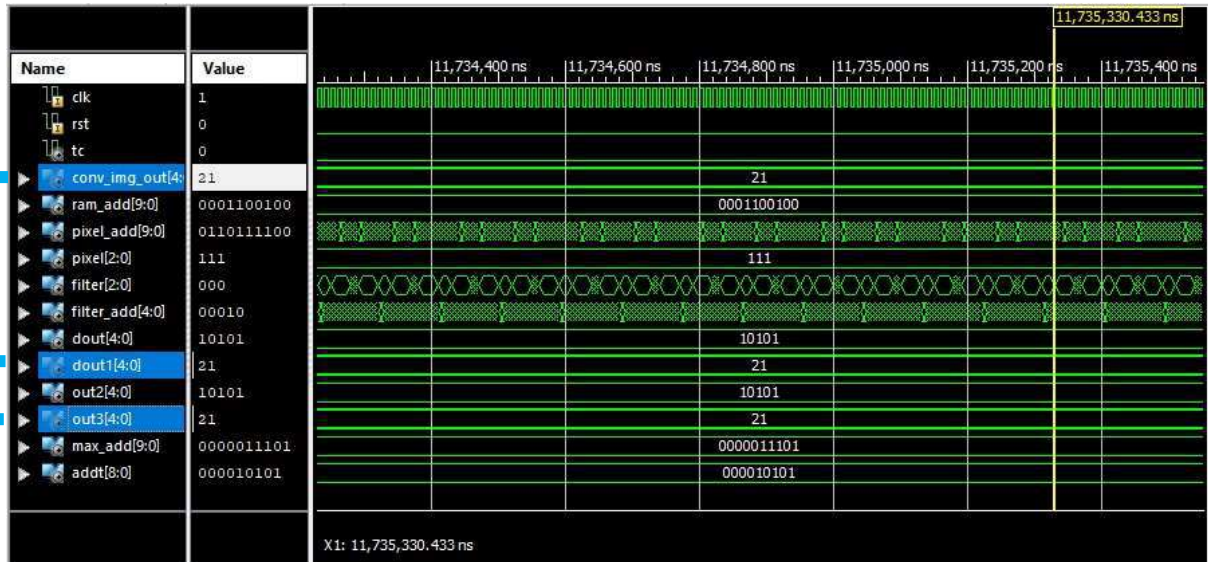 11,735,330.433 ns
Name Value |11,734,400 ns |11,734,600 ns |11,734,800 ns |11,735,000 ns |11,735,200 ns |11,735,400 ns
clk 1
rst 0
tc 0
conv_img_out[4: 21 21
ram_add[9:0] 0001100100 0001100100
pixel_add[9:0] 0110111100
pixel[2:0] 111 111
filter[2:0] 000
filter_add[4:0] 00010
dout[4:0] 10101 10101
dout1[4:0] 21 21
out2[4:0] 10101 10101
out3[4:0] 21 21
max_add[9:0] 0000011101 0000011101
addt[8:0] 000010101 000010101
X1: 11,735,330.433 ns